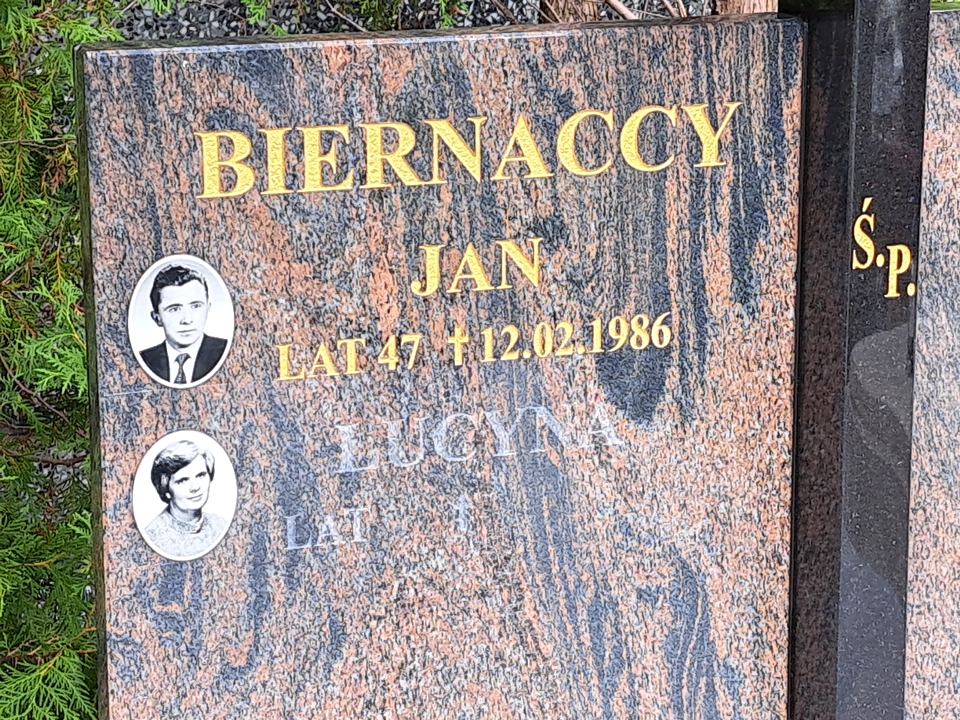 BIERNACCY
JAN
LAT 47 † 12.02.1986
LUCYNA
LAT †
Ś.P.